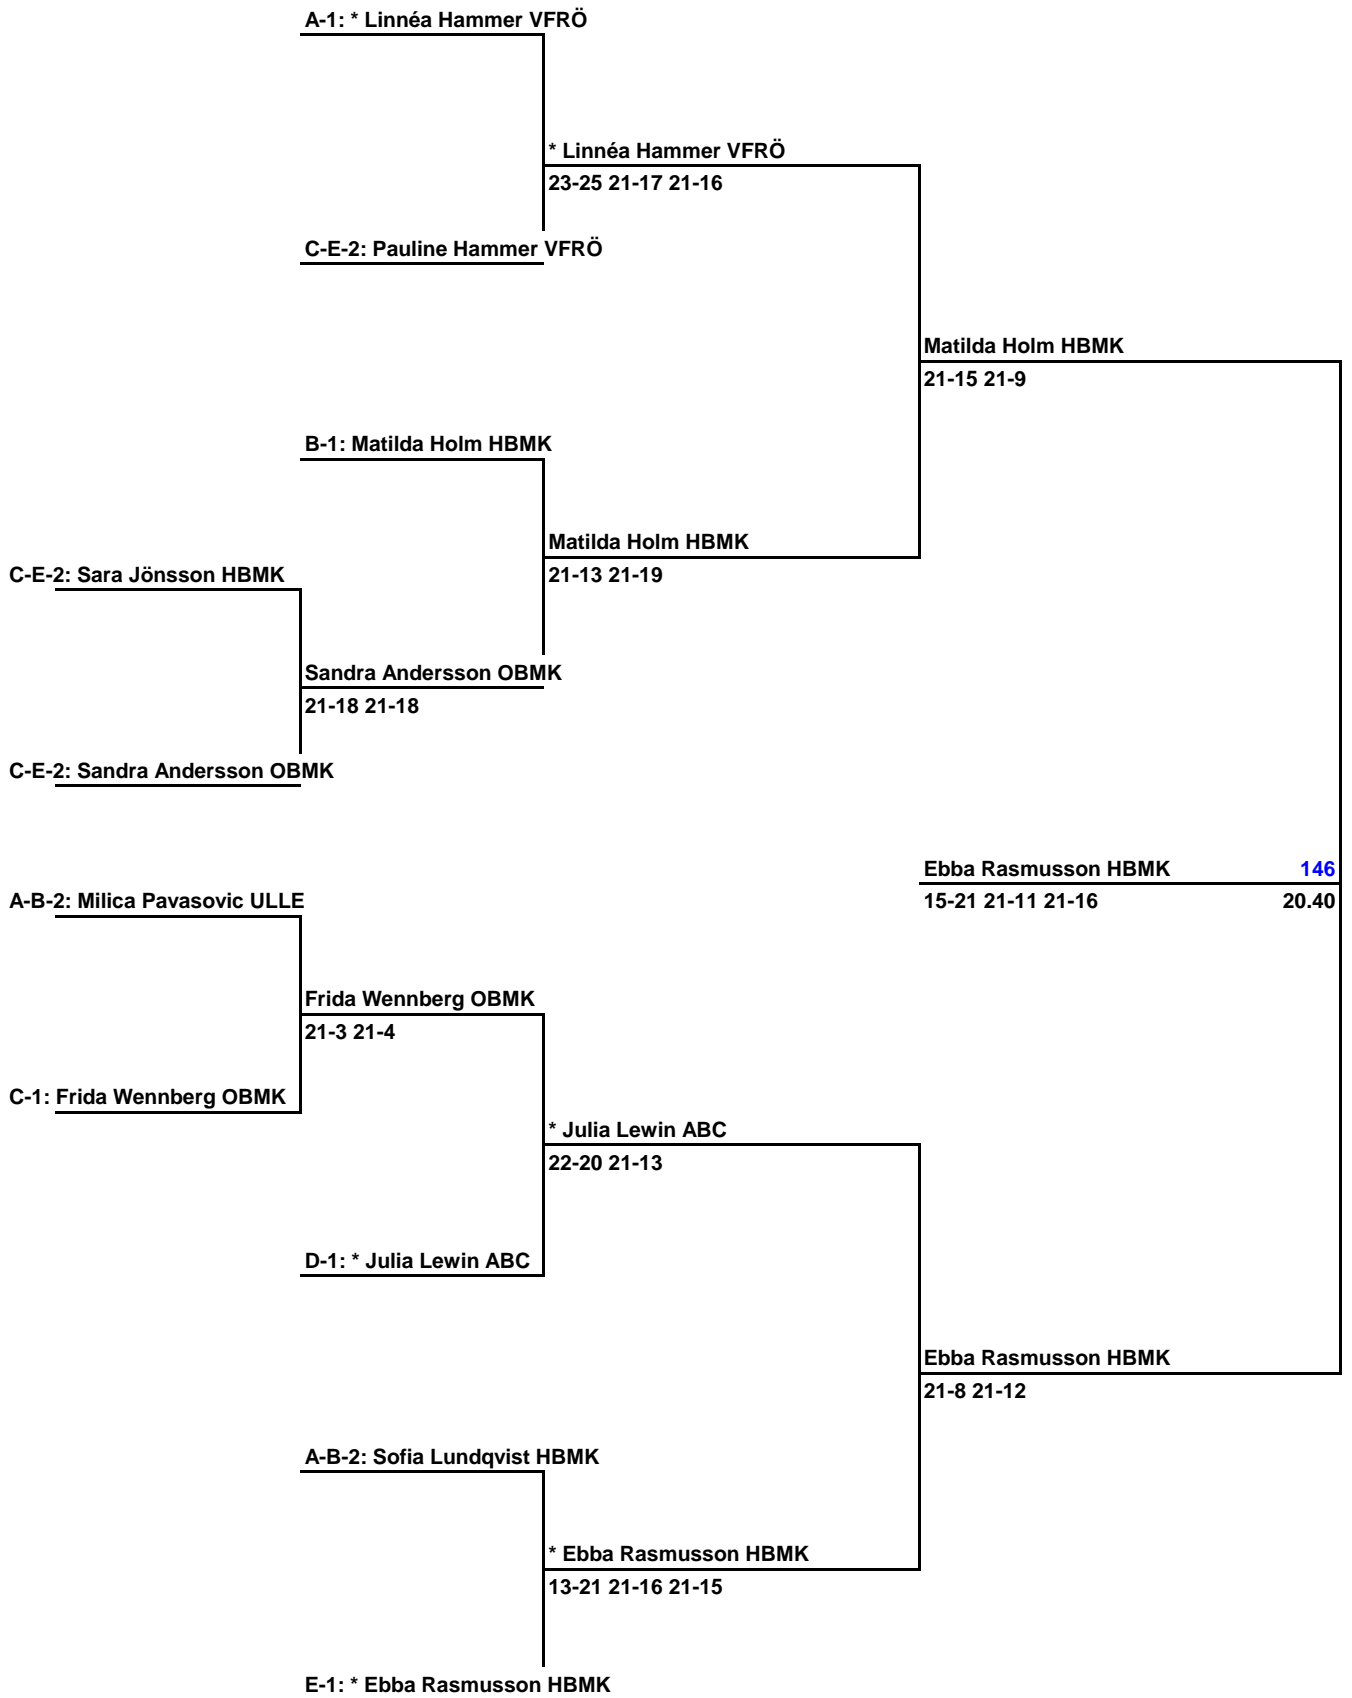 A-1: * Linnéa Hammer VFRÖ
* Linnéa Hammer VFRÖ
23-25 21-17 21-16
C-E-2: Pauline Hammer VFRÖ
Matilda Holm HBMK
21-15 21-9
B-1: Matilda Holm HBMK
Matilda Holm HBMK
21-13 21-19
C-E-2: Sara Jönsson HBMK
Sandra Andersson OBMK
21-18 21-18
C-E-2: Sandra Andersson OBMK
Ebba Rasmusson HBMK 146
15-21 21-11 21-16 20.40
A-B-2: Milica Pavasovic ULLE
Frida Wennberg OBMK
21-3 21-4
C-1: Frida Wennberg OBMK
* Julia Lewin ABC
22-20 21-13
D-1: * Julia Lewin ABC
Ebba Rasmusson HBMK
21-8 21-12
A-B-2: Sofia Lundqvist HBMK
* Ebba Rasmusson HBMK
13-21 21-16 21-15
E-1: * Ebba Rasmusson HBMK